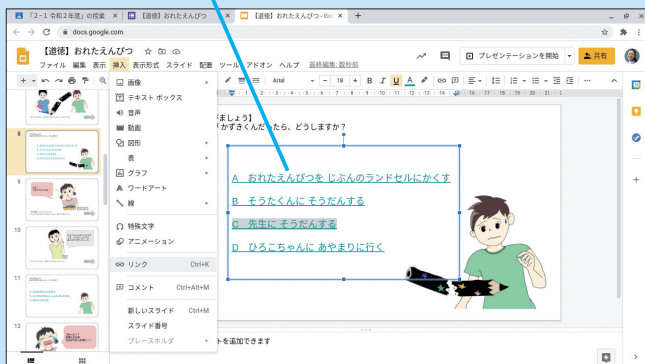 「2－1 令和2年度」の授業
【道徳】おれたえんぴつ
【道徳】おれたえんぴつ - Goo
docs.google.com
【道徳】おれたえんぴつ
ファイル 編集 表示 挿入 表示形式 スライド 配置 ツール アドオン ヘルプ 最終編集: 数秒前
プレゼンテーションを開始
共有
Arial
18
B I U A
画像
テキスト ボックス
音声
動画
図形
表
グラフ
ワードアート
線
特殊文字
アニメーション
リンク Ctrl+K
コメント Ctrl+Alt+M
新しいスライド Ctrl+M
スライド番号
プレースホルダ
ましょう】
かずきくんだったら、どうしますか？
A おれたえんぴつを じぶんのランドセルにかくす
B そうたくんに そうだんする
C 先生に そうだんする
D ひろこちゃんに あやまりに行く
トを追加できます
8
9
10
11
12